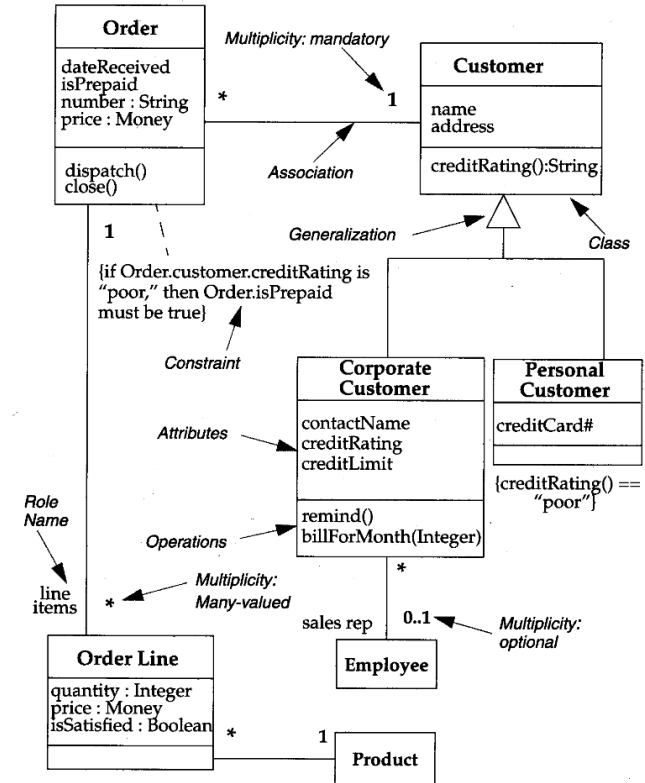 Order
dateReceived
isPrepaid
number : String
price : Money
dispatch()
close()
Multiplicity: mandatory
*
1
Association
Customer
name
address
creditRating():String
Generalization
Class
1
{if Order.customer.creditRating is
“poor,” then Order.isPrepaid
must be true}
Constraint
Corporate
Customer
contactName
creditRating
creditLimit
remind()
billForMonth(Integer)
Attributes
Operations
Personal
Customer
creditCard#
{creditRating() ==
“poor”}
Role
Name
line
items
*
Multiplicity:
Many-valued
*
sales rep
0..1
Multiplicity:
optional
Employee
Order Line
quantity : Integer
price : Money
isSatisfied : Boolean
*
1
Product